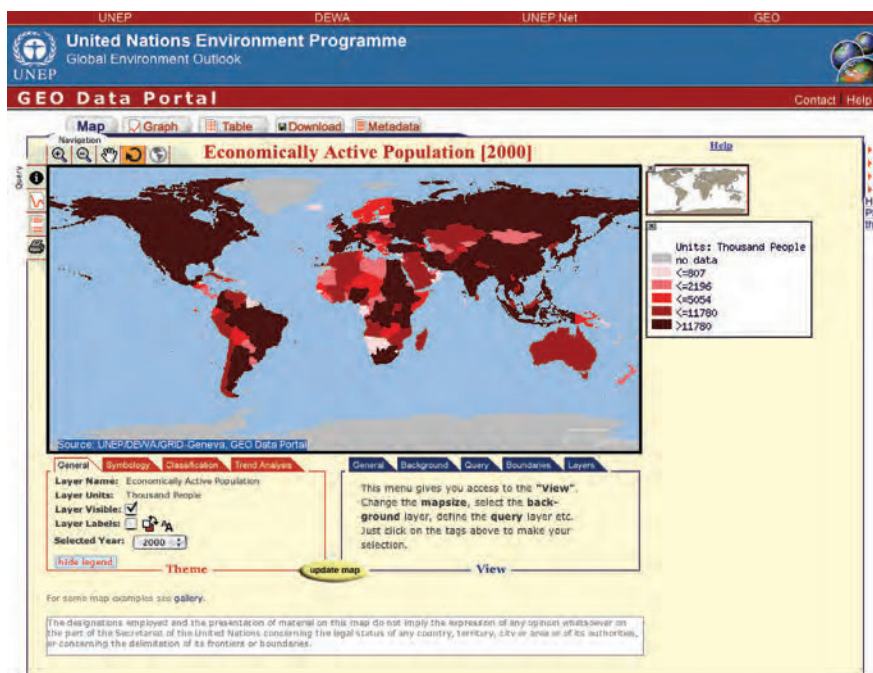 UNEP DEWA UNEP.Net GEO
United Nations Environment Programme
Global Environment Outlook
UNEP
GEO Data Portal
Contact Help
Map Graph Table Download Metadata
Navigation
Economically Active Population [2000]
Help
Query
Units: Thousand People
no data
<=807
<=2196
<=5054
<=11780
>11780
Source: UNEP/DEWA/GRID-Geneva, GEO Data Portal
General Symbology Classification Trend Analysis
Layer Name: Economically Active Population
Layer Units: Thousand People
Layer Visible:
Layer Labels:
Selected Year: 2000
hide legend
Theme
update map
General Background Query Boundaries Layers
This menu gives you access to the "View".
Change the mapsize, select the back-
ground layer, define the query layer etc.
Just click on the tags above to make your
selection.
View
For some map examples see gallery.
The designations employed and the presentation of material on this map do not imply the expression of any opinion whatsoever on
the part of the Secretariat of the United Nations concerning the legal status of any country, territory, city or area or of its authorities,
or concerning the delimitation of its frontiers or boundaries.